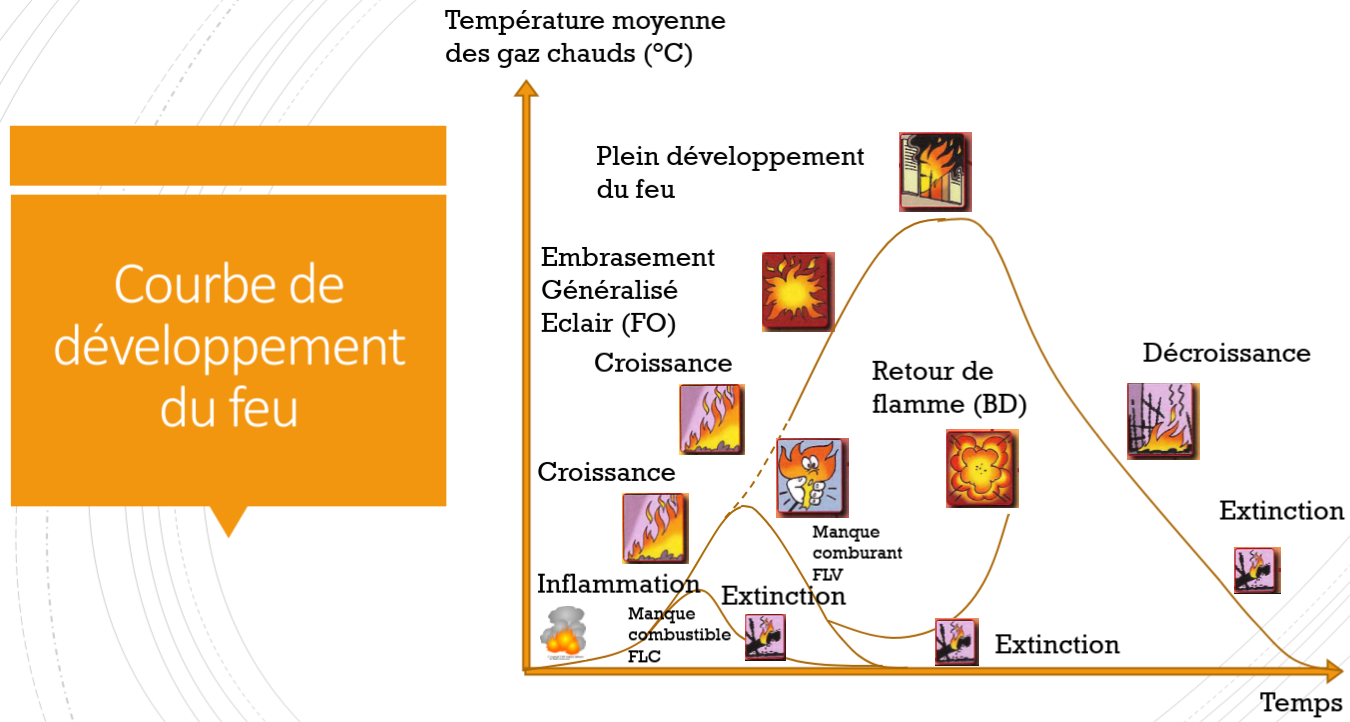 Température moyenne
des gaz chauds (°C)
Courbe de
développement
du feu
Plein développement
du feu
Embrasement
Généralisé
Eclair (FO)
Croissance
Croissance
Inflammation
Manque
combustible
FLC
Extinction
Manque
comburant
FLV
Retour de
flamme (BD)
Extinction
Décroissance
Extinction
Temps